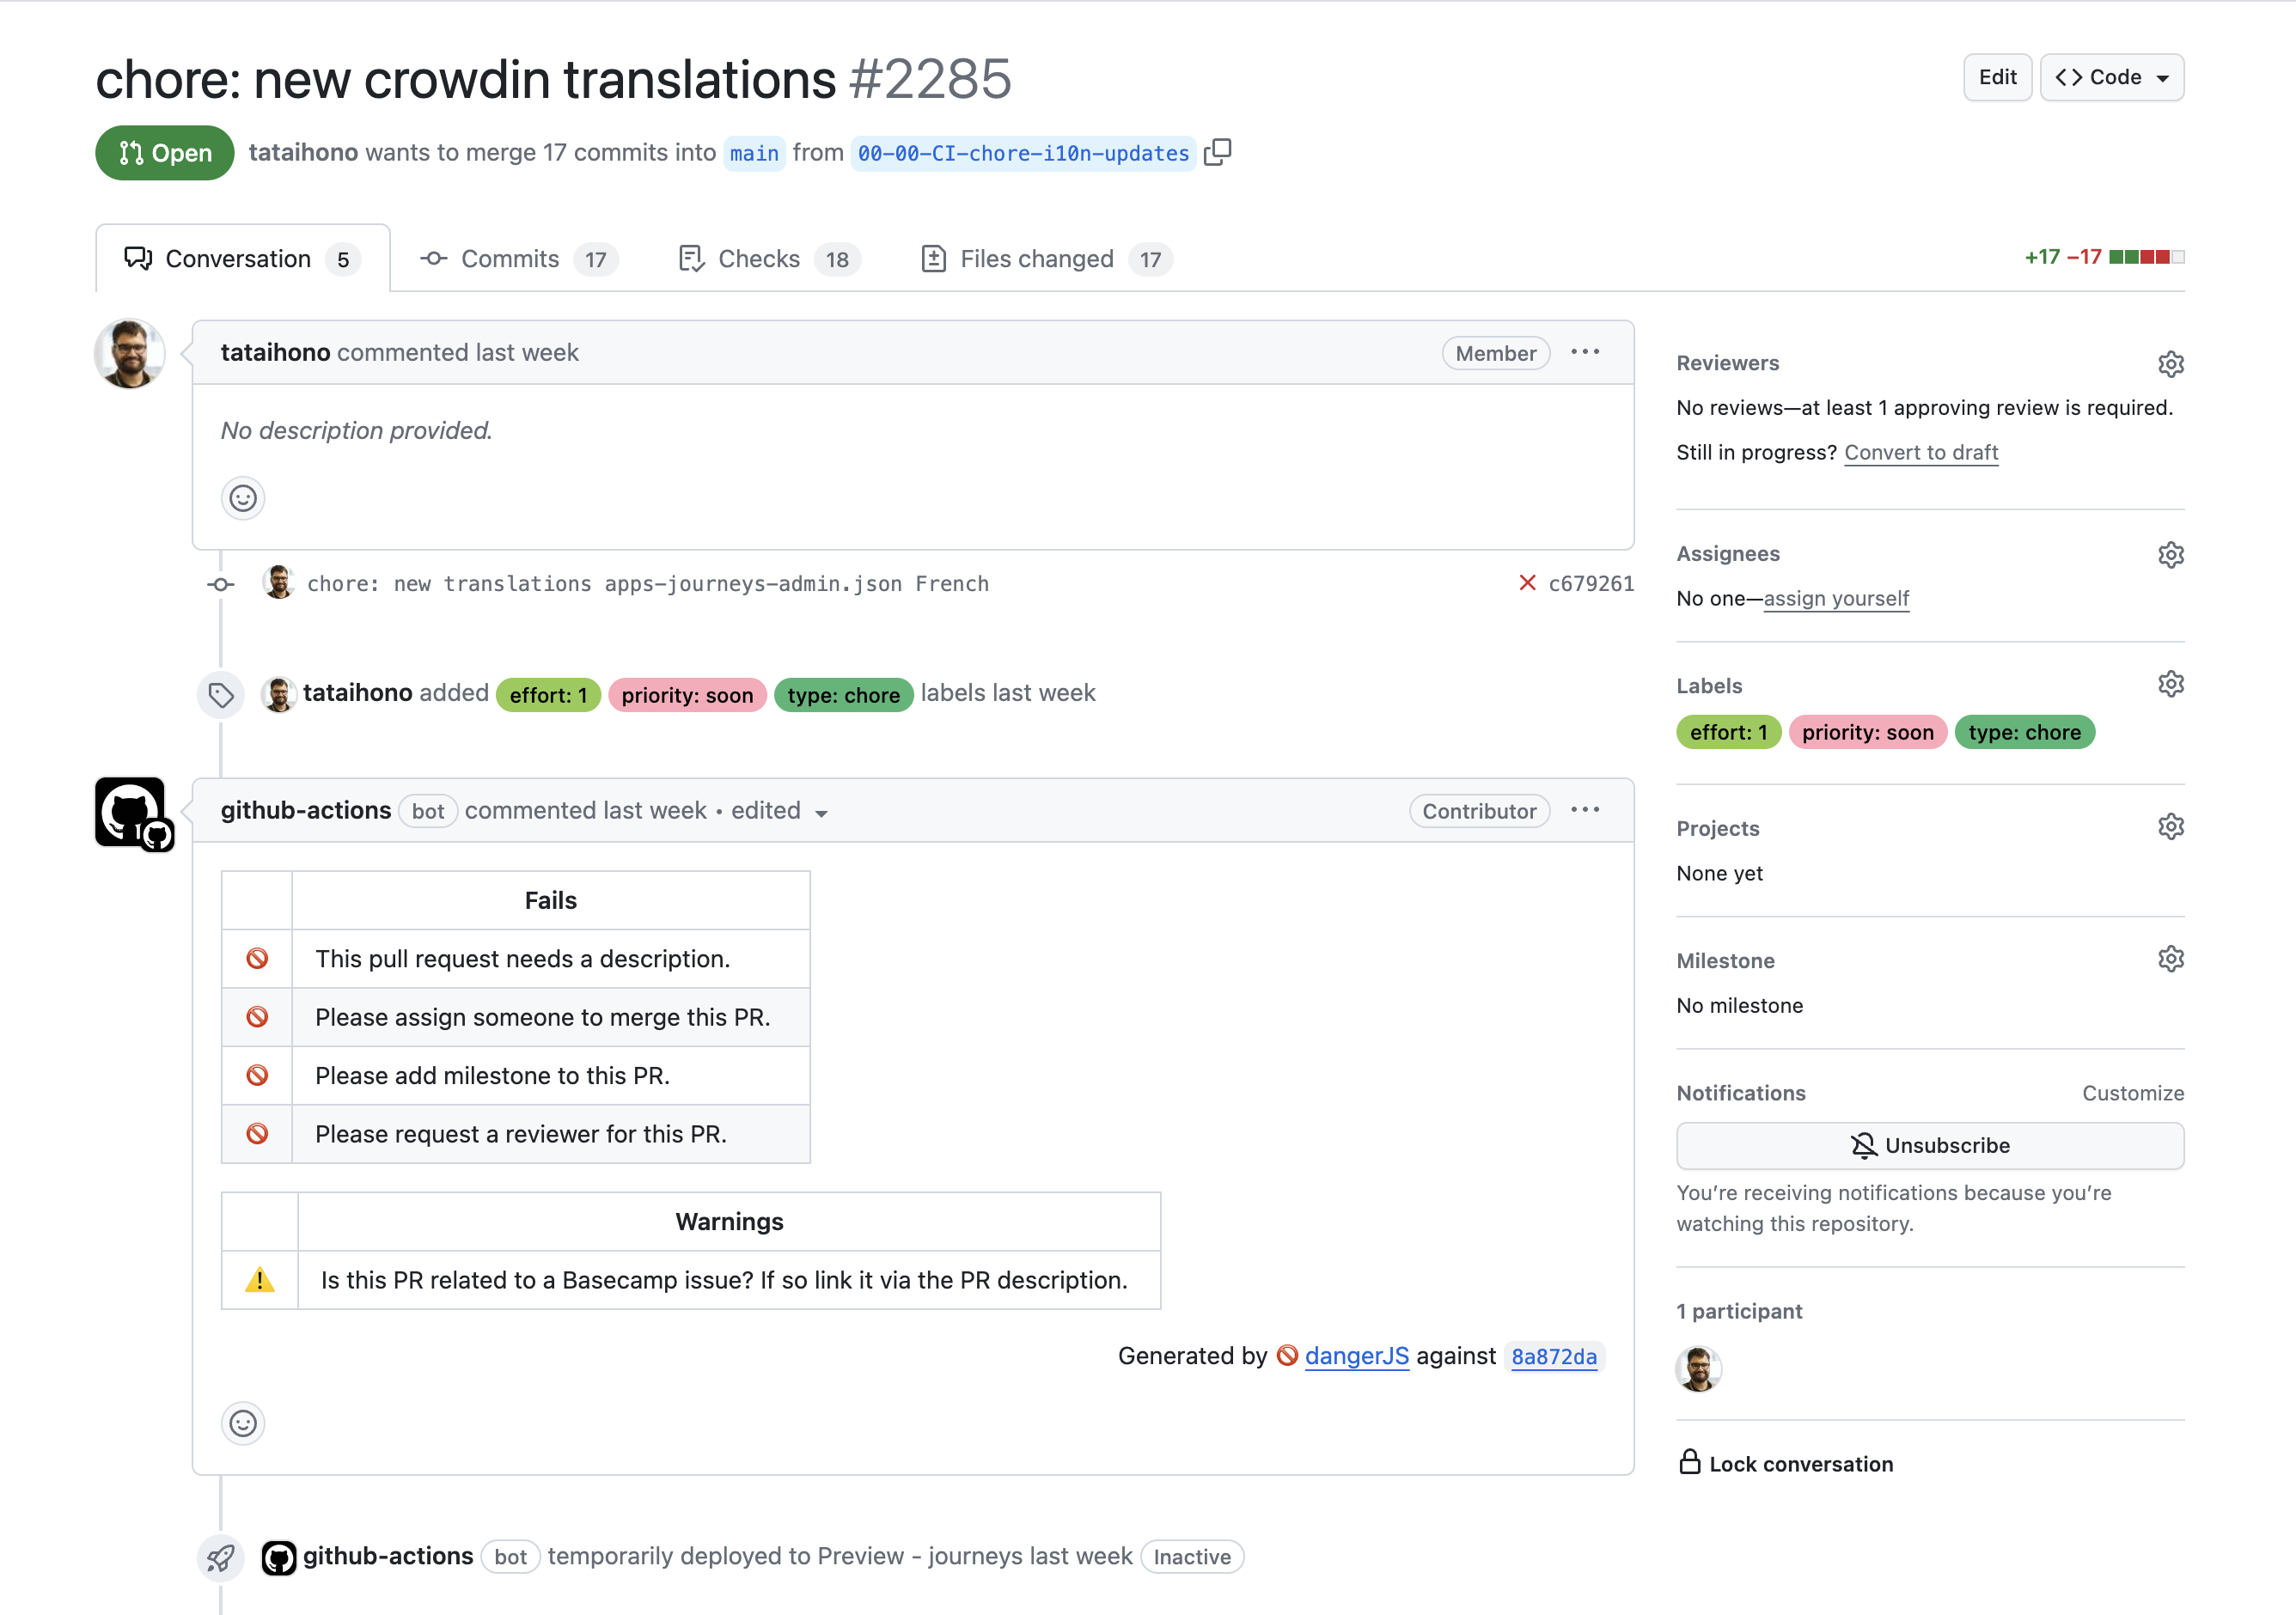 chore: new crowdin translations #2285
Edit
Code
Open
tataihono wants to merge 17 commits into main from 00-00-CI-chore-i10n-updates
Conversation 5
Commits 17
Checks 18
Files changed 17
+17 −17
tataihono commented last week
Member
No description provided.
chore: new translations apps-journeys-admin.json French
c679261
tataihono added effort: 1 priority: soon type: chore labels last week
github-actions bot commented last week • edited
Contributor
Fails
This pull request needs a description.
Please assign someone to merge this PR.
Please add milestone to this PR.
Please request a reviewer for this PR.
Warnings
Is this PR related to a Basecamp issue? If so link it via the PR description.
Generated by dangerJS against 8a872da
github-actions bot temporarily deployed to Preview - journeys last week Inactive
Reviewers
No reviews—at least 1 approving review is required.
Still in progress? Convert to draft
Assignees
No one—assign yourself
Labels
effort: 1 priority: soon type: chore
Projects
None yet
Milestone
No milestone
Notifications
Customize
Unsubscribe
You're receiving notifications because you're
watching this repository.
1 participant
Lock conversation